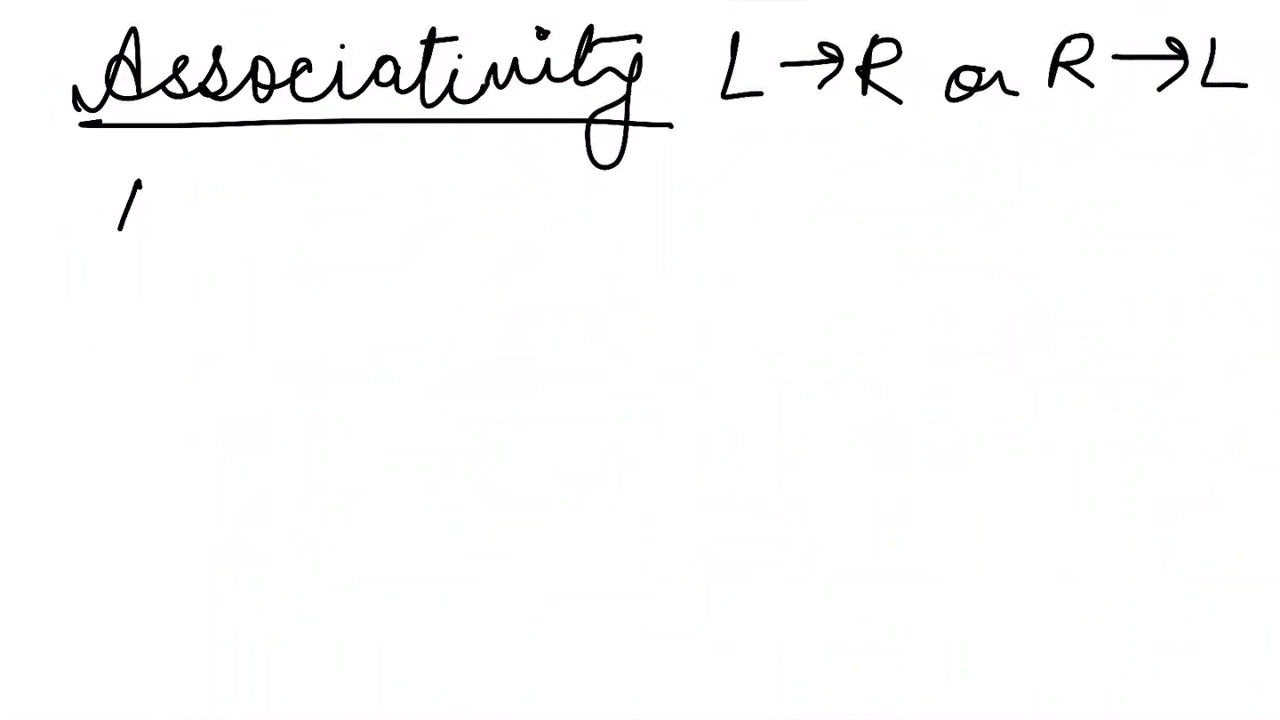 Associativity L → R or R → L
/